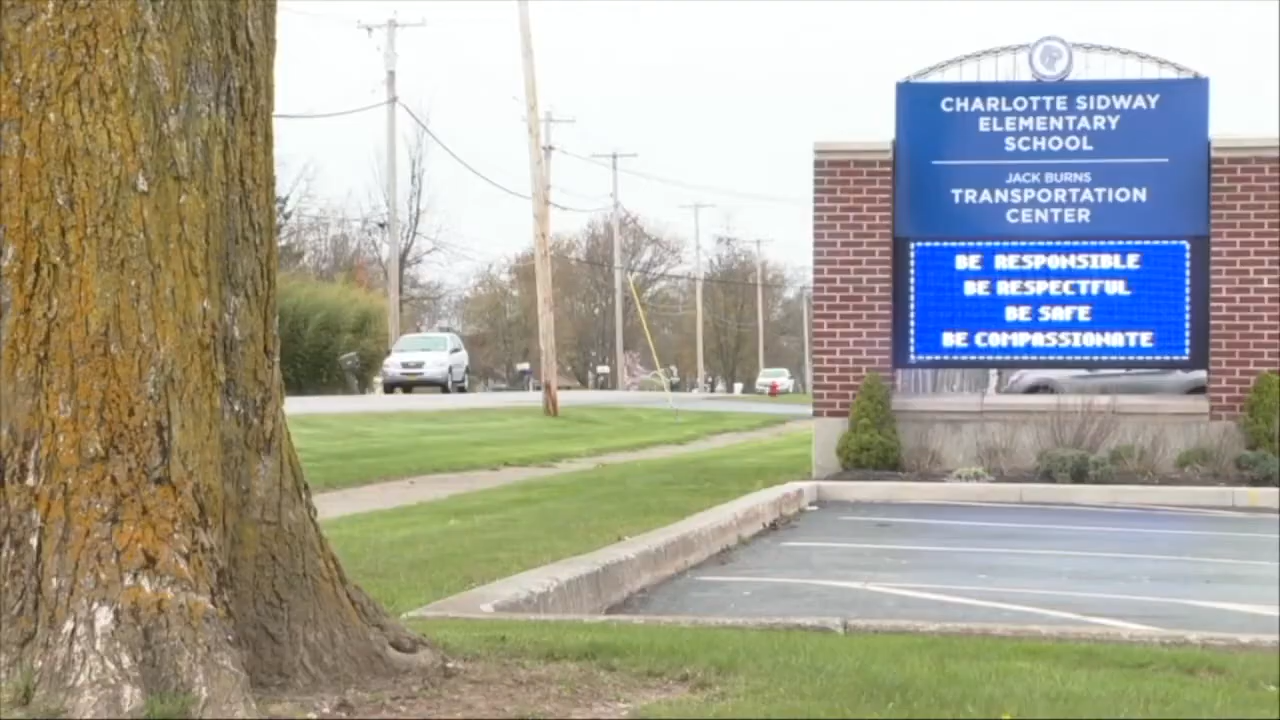 CHARLOTTE SIDWAY
ELEMENTARY
SCHOOL
JACK BURNS
TRANSPORTATION
CENTER
BE RESPONSIBLE
BE RESPECTFUL
BE SAFE
BE COMPASSIONATE